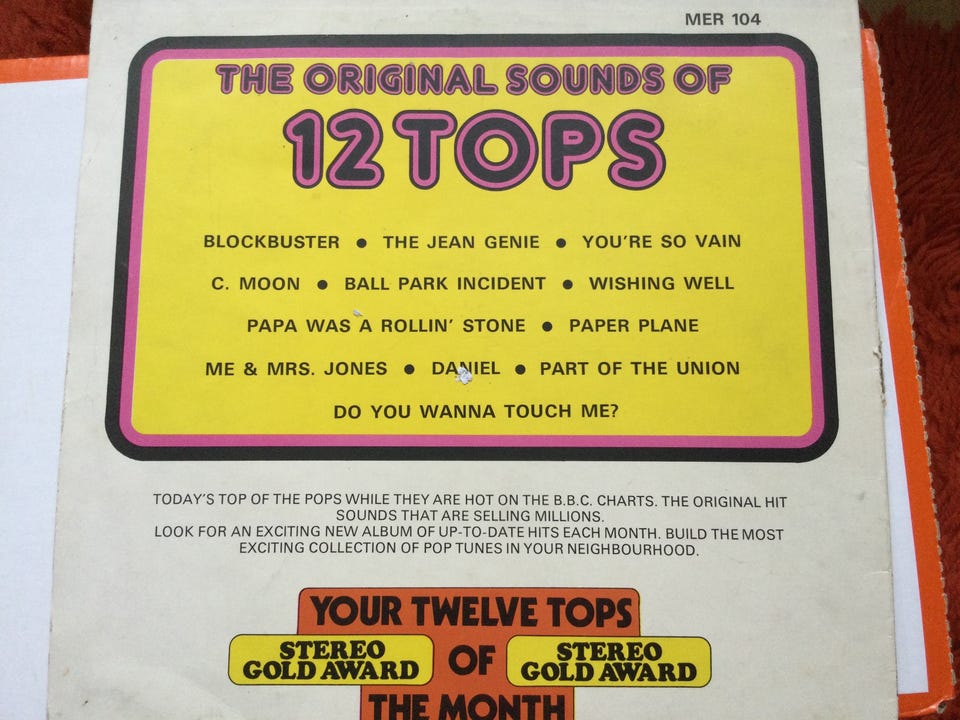 MER 104
THE ORIGINAL SOUNDS OF
12 TOPS
BLOCKBUSTER ● THE JEAN GENIE ● YOU'RE SO VAIN
C. MOON ● BALL PARK INCIDENT ● WISHING WELL
PAPA WAS A ROLLIN' STONE ● PAPER PLANE
ME & MRS. JONES ● DANIEL ● PART OF THE UNION
DO YOU WANNA TOUCH ME?
TODAY'S TOP OF THE POPS WHILE THEY ARE HOT ON THE B.B.C. CHARTS. THE ORIGINAL HIT
SOUNDS THAT ARE SELLING MILLIONS.
LOOK FOR AN EXCITING NEW ALBUM OF UP-TO-DATE HITS EACH MONTH. BUILD THE MOST
EXCITING COLLECTION OF POP TUNES IN YOUR NEIGHBOURHOOD.
YOUR TWELVE TOPS
STEREO
GOLD AWARD
OF
STEREO
GOLD AWARD
THE MONTH